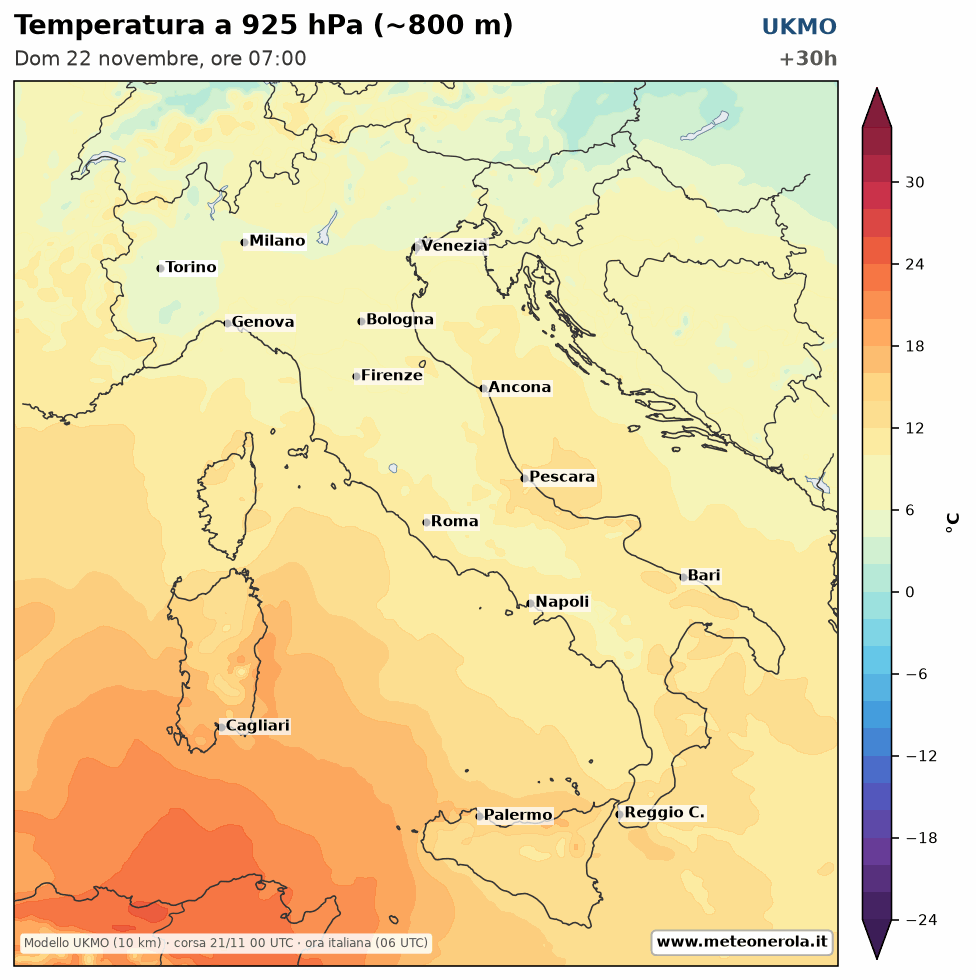 Temperatura a 925 hPa (~800 m)
UKMO
Dom 22 novembre, ore 07:00
+30h
Milano
Venezia
Torino
Genova
Bologna
Firenze
Ancona
Pescara
Roma
Bari
Napoli
Cagliari
Palermo
Reggio C.
30
24
18
12
6
0
−6
−12
−18
−24
°C
Modello UKMO (10 km) · corsa 21/11 00 UTC · ora italiana (06 UTC)
www.meteonerola.it